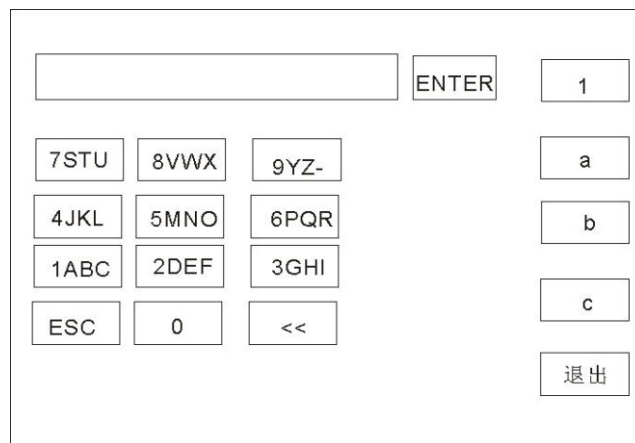 ENTER
1
7STU 8VWX 9YZ-
a
4JKL 5MNO 6PQR
b
1ABC 2DEF 3GHI
ESC 0 <<
c
退出